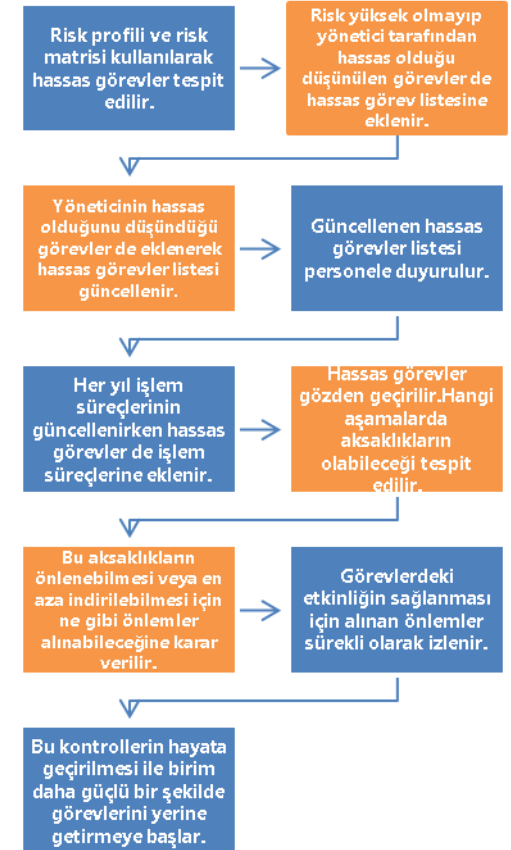 Risk profili ve risk
matrisi kullanılarak
hassas görevler tespit
edilir.
Risk yüksek olmayıp
yönetici tarafından
hassas olduğu
düşünülen görevler de
hassas görev listesine
eklenir.
Yöneticinin hassas
olduğunu düşündüğü
görevler de eklenerek
hassas görevler listesi
güncellenir.
Güncellenen hassas
görevler listesi
personele duyurulur.
Her yıl işlem
süreçlerinin
güncellenirken hassas
görevler de işlem
süreçlerine eklenir.
Hassas görevler
gözden geçirilir.Hangi
aşamalarda
aksaklıkların
olabileceği tespit
edilir.
Bu aksaklıkların
önlenebilmesi veya en
aza indirilebilmesi için
ne gibi önlemler
alınabileceğine karar
verilir.
Görevlerdeki
etkinliğin sağlanması
için alınan önlemler
sürekli olarak izlenir.
Bu kontrollerin hayata
geçirilmesi ile birim
daha güçlü bir şekilde
görevlerini yerine
getirmeye başlar.